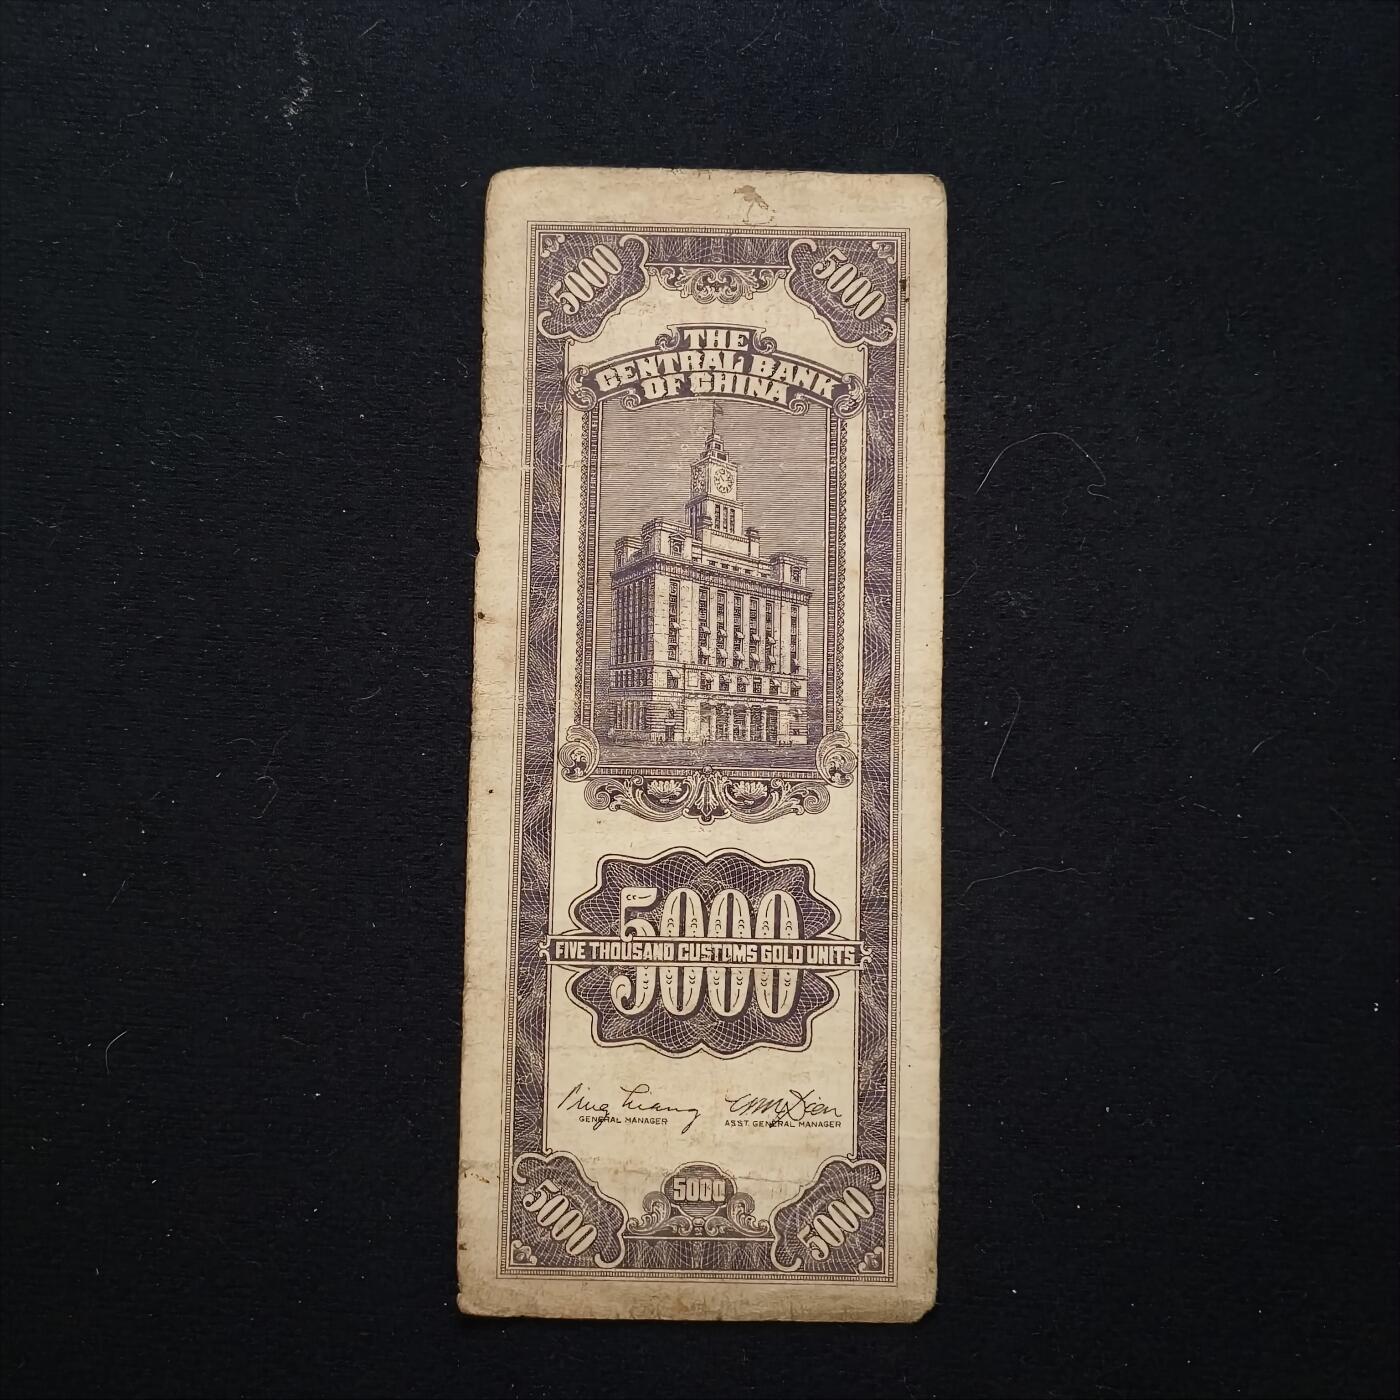 5000 5000
THE
CENTRAL BANK
OF CHINA
5000
FIVE THOUSAND CUSTOMS GOLD UNITS
GENERAL MANAGER ASST. GENERAL MANAGER
5000
5000 5000